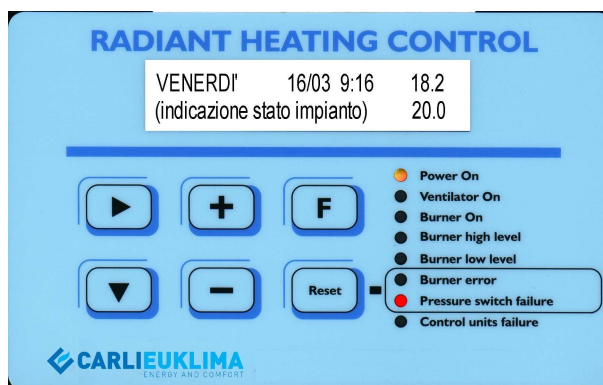 RADIANT HEATING CONTROL
VENERDI' 16/03 9:16 18.2
(indicazione stato impianto) 20.0
F
Reset
Power On
Ventilator On
Burner On
Burner high level
Burner low level
Burner error
Pressure switch failure
Control units failure
CARLIEUKLIMA
ENERGY AND COMFORT